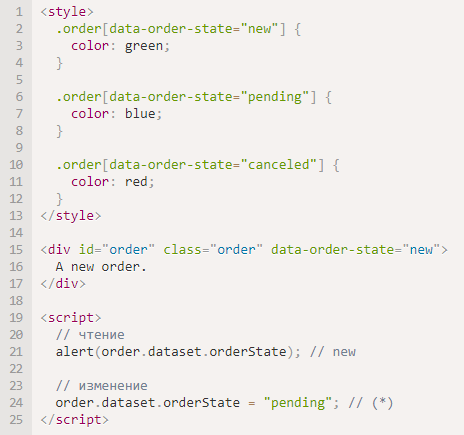 1 <style>
2   .order[data-order-state="new"] {
3     color: green;
4   }
5
6   .order[data-order-state="pending"] {
7     color: blue;
8   }
9
10   .order[data-order-state="canceled"] {
11     color: red;
12   }
13 </style>
14
15 <div id="order" class="order" data-order-state="new">
16   A new order.
17 </div>
18
19 <script>
20   // чтение
21   alert(order.dataset.orderState); // new
22
23   // изменение
24   order.dataset.orderState = "pending"; // (*)
25 </script>